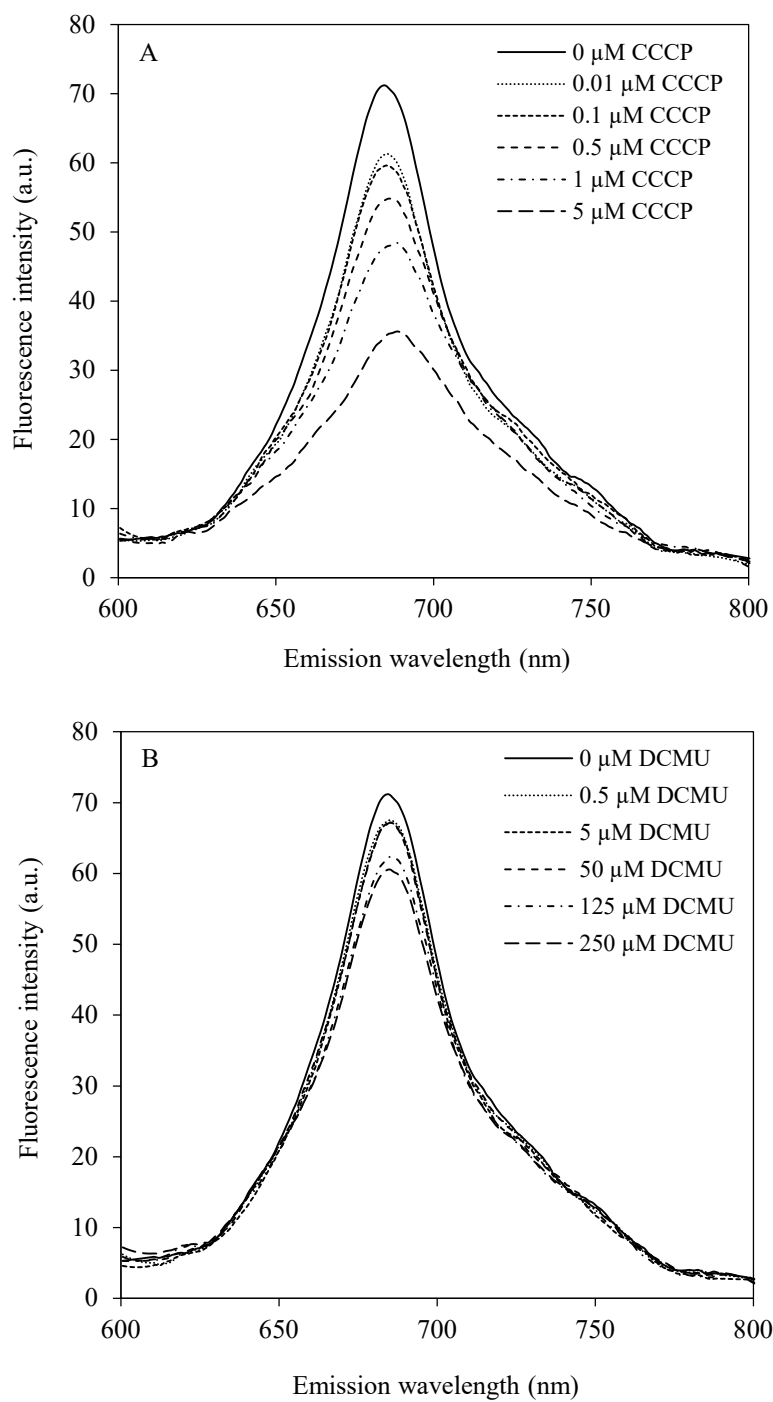 80
A
0 µM CCCP
70
0.01 µM CCCP
0.1 µM CCCP
60
0.5 µM CCCP
1 µM CCCP
50
5 µM CCCP
40
30
20
10
0
Fluorescence intensity (a.u.)
600 650 700 750 800
Emission wavelength (nm)
80
B
0 µM DCMU
70
0.5 µM DCMU
5 µM DCMU
60
50 µM DCMU
125 µM DCMU
50
250 µM DCMU
40
30
20
10
0
Fluorescence intensity (a.u.)
600 650 700 750 800
Emission wavelength (nm)